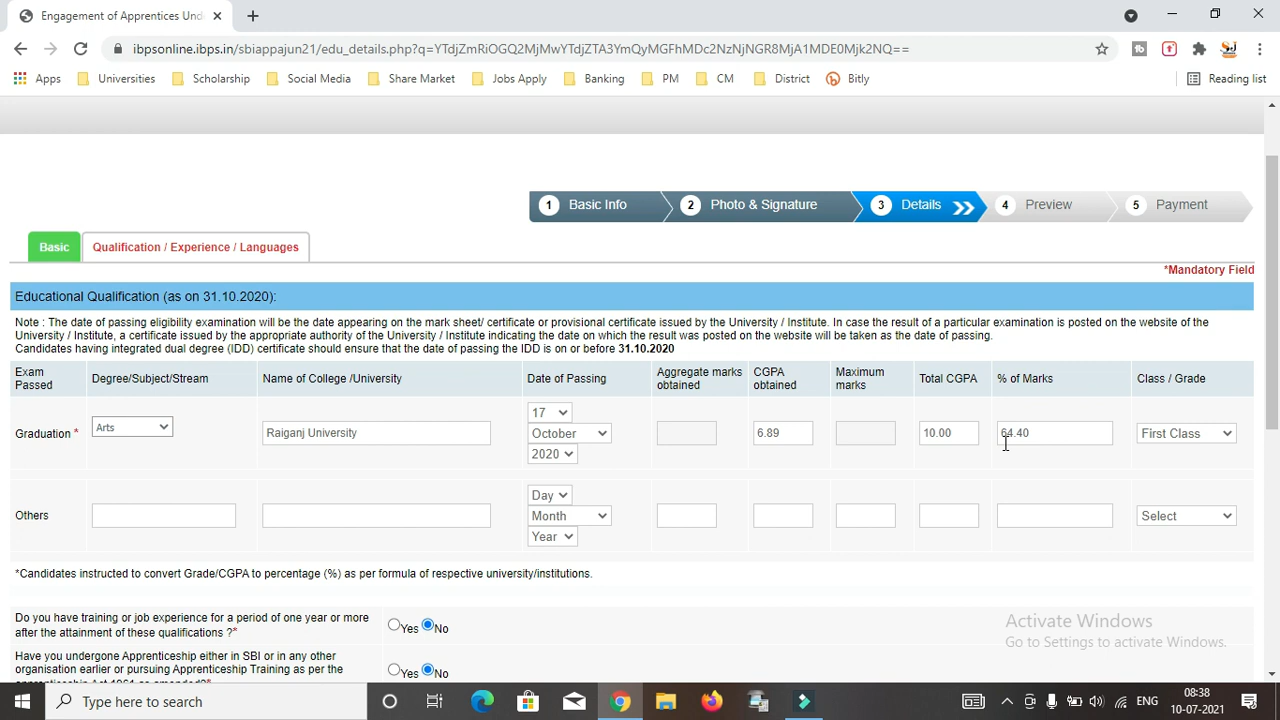 Engagement of Apprentices Und
ibpsonline.ibps.in/sbiappajun21/edu_details.php?q=YTdjZmRiOGQ2MjMwYTdjZTA3YmQyMGFhMDc2NzNjNGR8MjA1MDE0Mjk2NQ==
Apps Universities Scholarship Social Media Share Market Jobs Apply Banking PM CM District Bitly Reading list
1 Basic Info 2 Photo & Signature 3 Details 4 Preview 5 Payment
Basic Qualification / Experience / Languages
*Mandatory Field
Educational Qualification (as on 31.10.2020):
Note : The date of passing eligibility examination will be the date appearing on the mark sheet/ certificate or provisional certificate issued by the University / Institute. In case the result of a particular examination is posted on the website of the
University / Institute, a certificate issued by the appropriate authority of the University / Institute indicating the date on which the result was posted on the website will be taken as the date of passing.
Candidates having integrated dual degree (IDD) certificate should ensure that the date of passing the IDD is on or before 31.10.2020
Exam Passed Degree/Subject/Stream Name of College /University Date of Passing Aggregate marks obtained CGPA obtained Maximum marks Total CGPA % of Marks Class / Grade
Graduation * Arts Raiganj University 17 October 2020 6.89 10.00 64.40 First Class
Others Day Month Year Select
*Candidates instructed to convert Grade/CGPA to percentage (%) as per formula of respective university/institutions.
Do you have training or job experience for a period of one year or more
after the attainment of these qualifications ?* Yes No
Have you undergone Apprenticeship either in SBI or in any other
organisation earlier or pursuing Apprenticeship Training as per the Yes No
Apprenticeship Act 1961 as amended?*
Activate Windows
Go to Settings to activate Windows.
Type here to search
ENG
08:38
10-07-2021